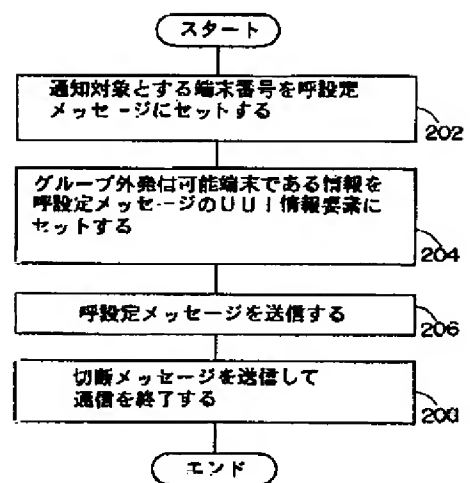 スタート
通知対象とする端末番号を呼設定
メッセージにセットする
202
グループ外発信可能端末である情報を
呼設定メッセージのUUI情報要素に
セットする
204
呼設定メッセージを送信する
206
切断メッセージを送信して
通信を終了する
エンド